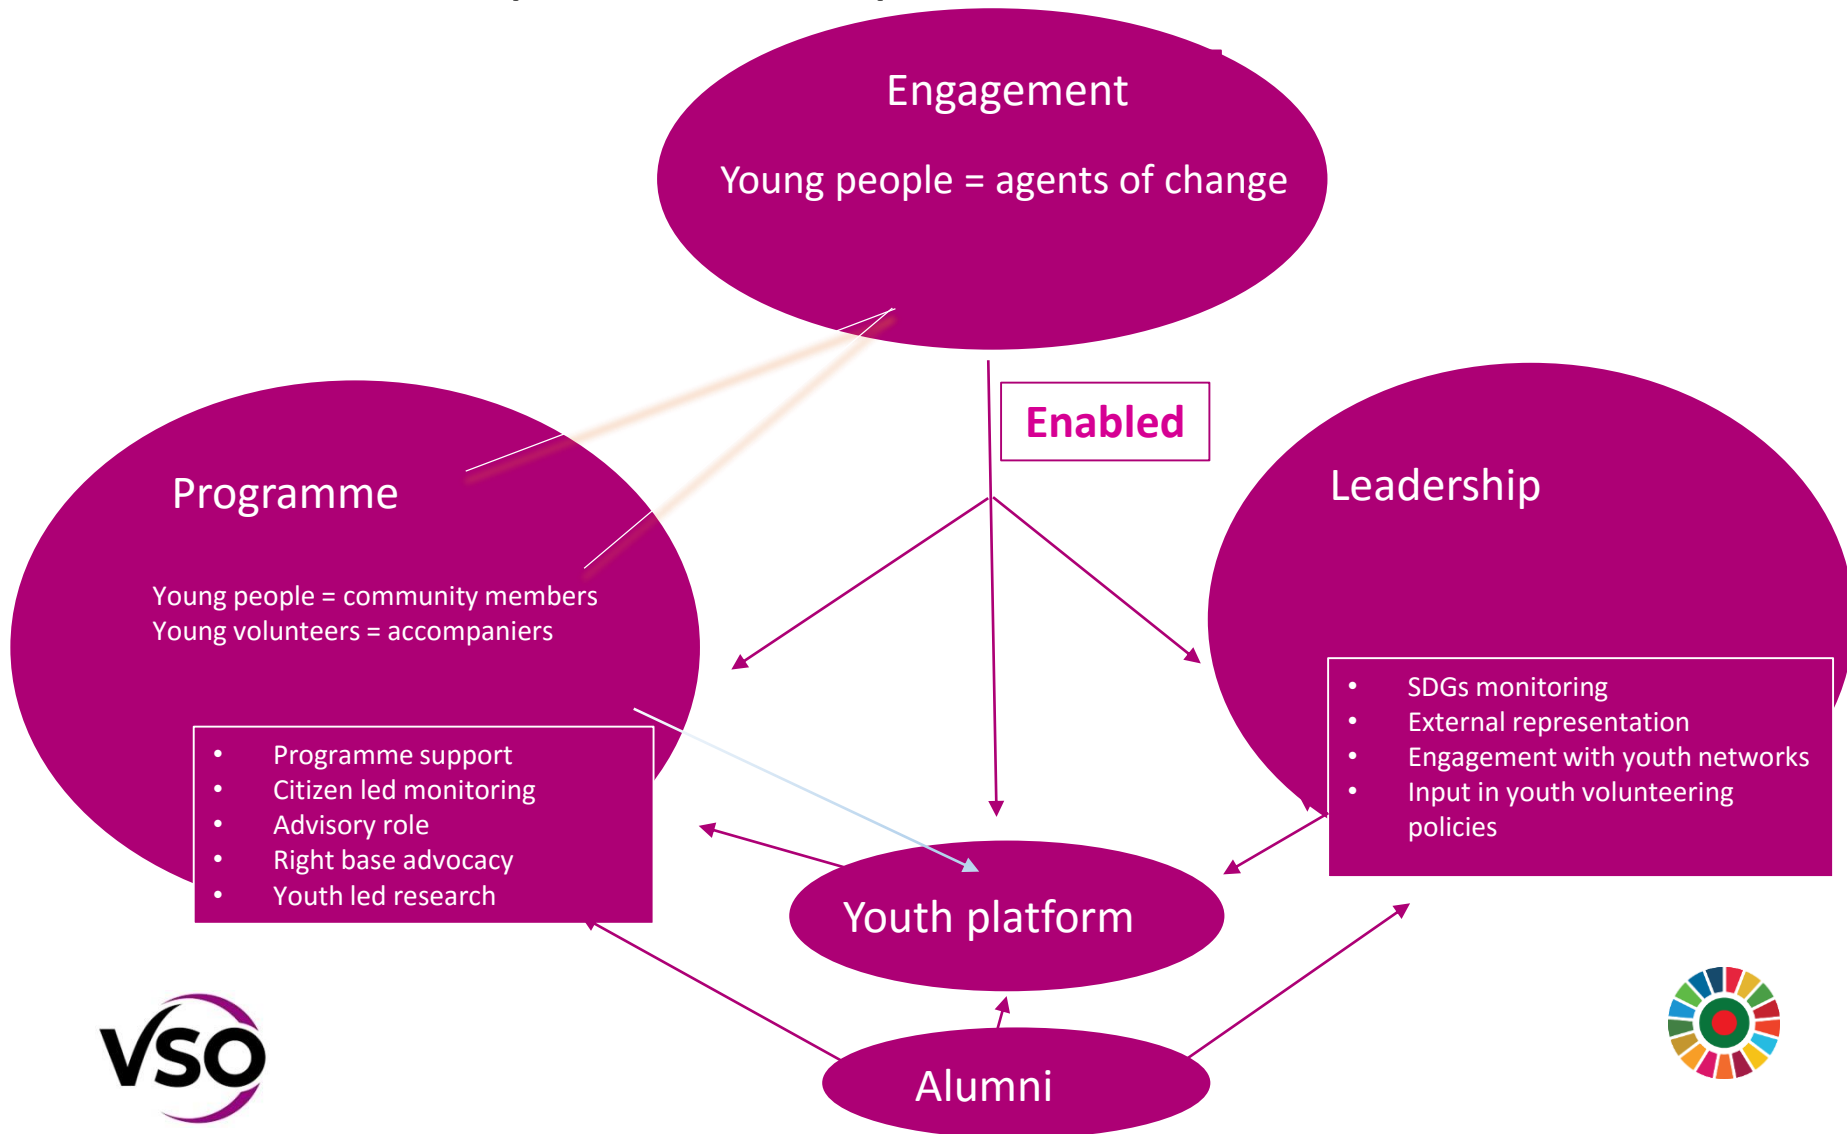 Engagement
Young people = agents of change
Enabled
Programme
Young people = community members
Young volunteers = accompaniers
• Programme support
• Citizen led monitoring
• Advisory role
• Right base advocacy
• Youth led research
Leadership
• SDGs monitoring
• External representation
• Engagement with youth networks
• Input in youth volunteering
policies
Youth platform
Alumni
VSO